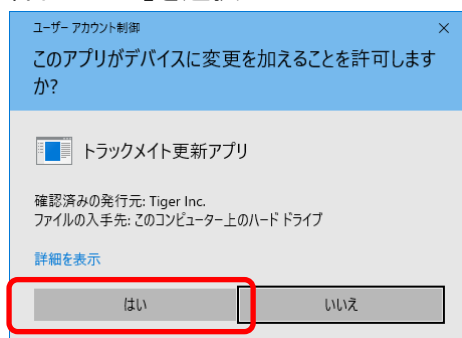 ユーザー アカウント制御
このアプリがデバイスに変更を加えることを許可します
か?
トラックメイト更新アプリ
確認済みの発行元: Tiger Inc.
ファイルの入手先: このコンピューター上のハード ドライブ
詳細を表示
はい
いいえ